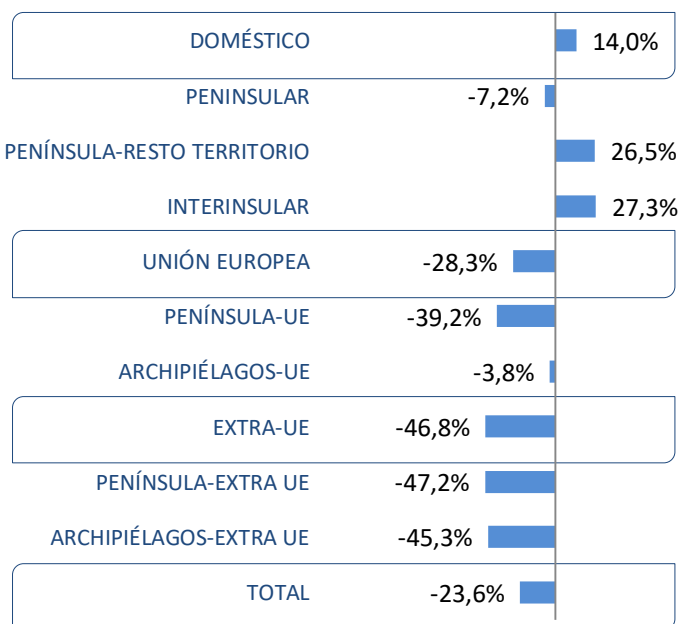 DOMÉSTICO 14,0%
PENINSULAR -7,2%
PENÍNSULA-RESTO TERRITORIO 26,5%
INTERINSULAR 27,3%
UNIÓN EUROPEA -28,3%
PENÍNSULA-UE -39,2%
ARCHIPIÉLAGOS-UE -3,8%
EXTRA-UE -46,8%
PENÍNSULA-EXTRA UE -47,2%
ARCHIPIÉLAGOS-EXTRA UE -45,3%
TOTAL -23,6%